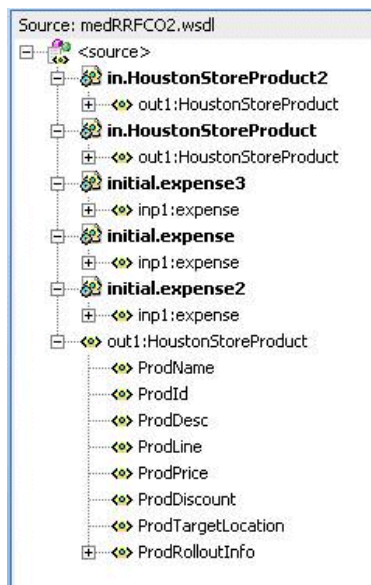 Source: medRRFCO2.wsdl
<source>
in.HoustonStoreProduct2
out1:HoustonStoreProduct
in.HoustonStoreProduct
out1:HoustonStoreProduct
initial.expense3
inp1:expense
initial.expense
inp1:expense
initial.expense2
inp1:expense
out1:HoustonStoreProduct
ProdName
ProdId
ProdDesc
ProdLine
ProdPrice
ProdDiscount
ProdTargetLocation
ProdRolloutInfo